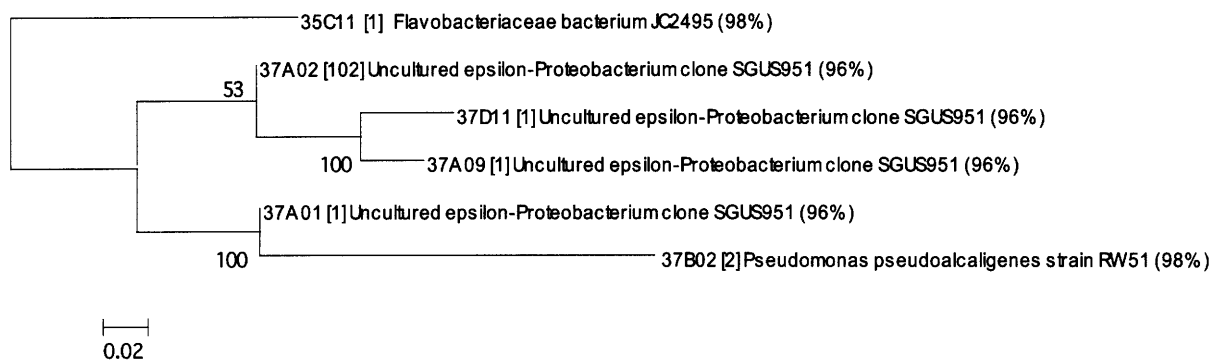 35C11 [1] Flavobacteriaceae bacterium JC2495 (98%)
37A02 [102] Uncultured epsilon-Proteobacterium clone SGUS951 (96%)
53
37D11 [1] Uncultured epsilon-Proteobacterium clone SGUS951 (96%)
100
37A09 [1] Uncultured epsilon-Proteobacterium clone SGUS951 (96%)
37A01 [1] Uncultured epsilon-Proteobacterium clone SGUS951 (96%)
100
37B02 [2] Pseudomonas pseudoalcaligenes strain RW51 (98%)
0.02